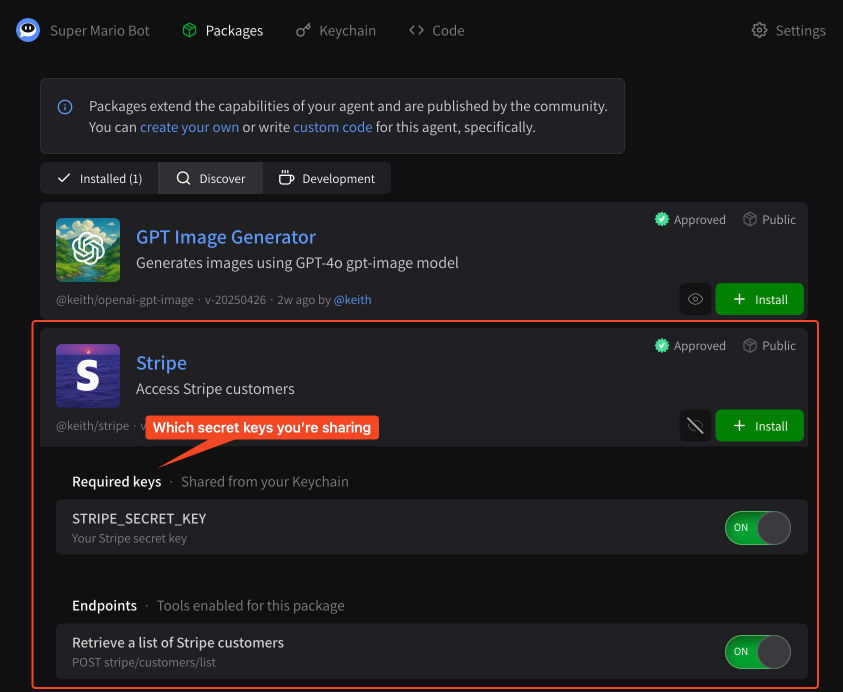 Super Mario Bot Packages Keychain Code Settings
Packages extend the capabilities of your agent and are published by the community.
You can create your own or write custom code for this agent, specifically.
Installed (1) Discover Development
Approved Public
GPT Image Generator
Generates images using GPT-4o gpt-image model
@keith/openai-gpt-image · v-20250426 · 2w ago by @keith
Install
Approved Public
S
Stripe
Access Stripe customers
@keith/stripe · v
Which secret keys you're sharing
Install
Required keys · Shared from your Keychain
STRIPE_SECRET_KEY
Your Stripe secret key
ON
Endpoints · Tools enabled for this package
Retrieve a list of Stripe customers
POST stripe/customers/list
ON